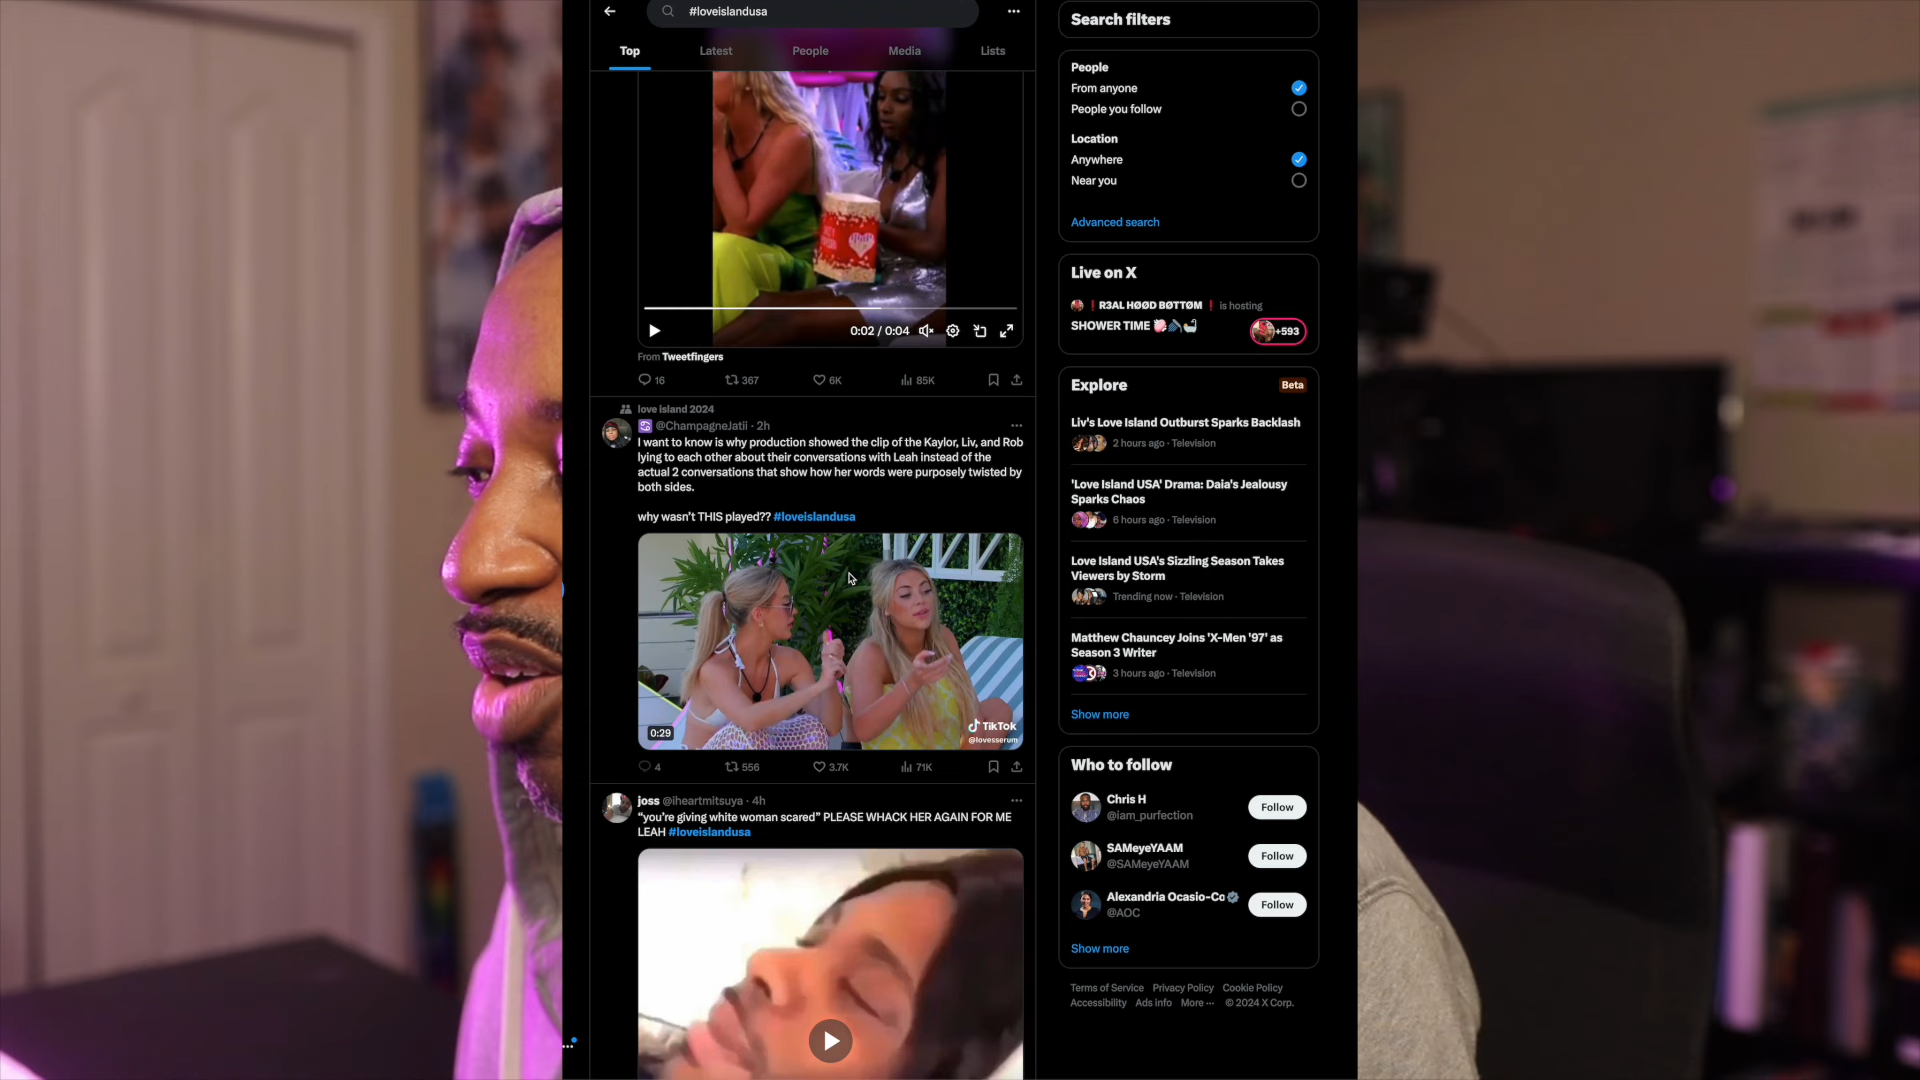 #loveislandusa
Top Latest People Media Lists
0:02 / 0:04
From Tweetfingers
16 367 6K 85K
love island 2024
@ChampagneJatii · 2h
I want to know is why production showed the clip of the Kaylor, Liv, and Rob
lying to each other about their conversations with Leah instead of the
actual 2 conversations that show how her words were purposely twisted by
both sides.
why wasn't THIS played?? #loveislandusa
0:29
TikTok
@lovesserum
4 556 3.7K 71K
joss @iheartmitsuya · 4h
“you’re giving white woman scared” PLEASE WHACK HER AGAIN FOR ME
LEAH #loveislandusa
Search filters
People
From anyone
People you follow
Location
Anywhere
Near you
Advanced search
Live on X
R3AL HØØD BØTTØM is hosting
SHOWER TIME
+593
Explore Beta
Liv's Love Island Outburst Sparks Backlash
2 hours ago · Television
'Love Island USA' Drama: Daia's Jealousy
Sparks Chaos
6 hours ago · Television
Love Island USA's Sizzling Season Takes
Viewers by Storm
Trending now · Television
Matthew Chauncey Joins 'X-Men '97' as
Season 3 Writer
3 hours ago · Television
Show more
Who to follow
Chris H
@iam_purfection
Follow
SAMeyeYAAM
@SAMeyeYAAM
Follow
Alexandria Ocasio-Co
@AOC
Follow
Show more
Terms of Service Privacy Policy Cookie Policy
Accessibility Ads info More ··· © 2024 X Corp.